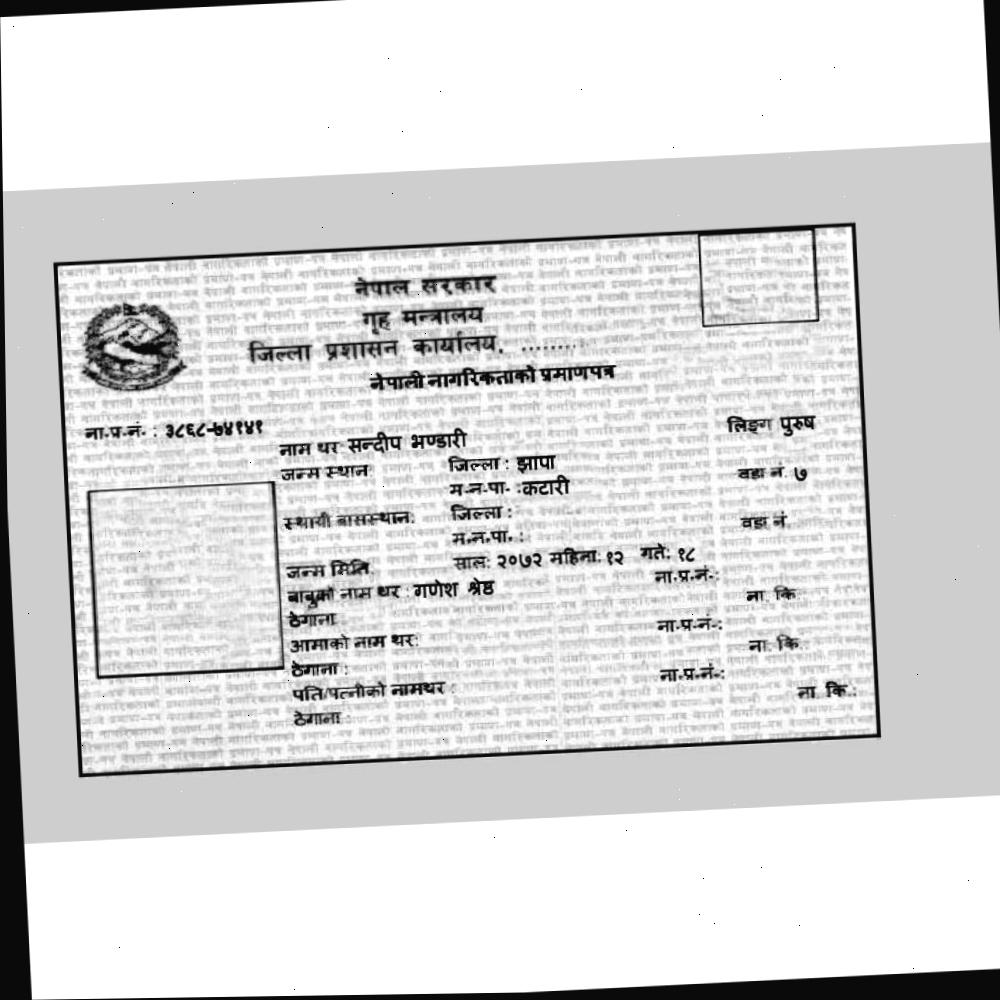 नेपाल सरकार
गृह मन्त्रालय
जिल्ला प्रशासन कार्यालय, ........
नेपाली नागरिकताको प्रमाणपत्र
ना.प्र.नं. : ३८६८-७४१४१
लिङ्ग पुरुष
नाम थर सन्दीप भण्डारी
जन्म स्थान जिल्ला : झापा वडा नं. ७
म.न.पा. :कटारी
स्थायी बासस्थान: जिल्ला : वडा नं.
म.न.पा. :
जन्म मिति साल: २०७२ महिना: १२ गते: १८
बाबुको नाम थर : गणेश श्रेष्ठ ना.प्र.नं.:
ठेगाना ना. कि.:
आमाको नाम थर: ना.प्र.नं.:
ठेगाना : ना. कि.:
पति/पत्नीको नामथर : ना.प्र.नं.:
ठेगाना : ना. कि.: